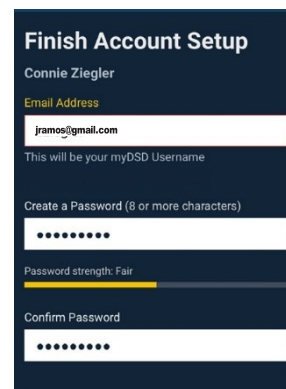 Finish Account Setup
Connie Ziegler
Email Address
jramos@gmail.com
This will be your myDSD Username
Create a Password (8 or more characters)
•••••••••
Password strength: Fair
Confirm Password
•••••••••